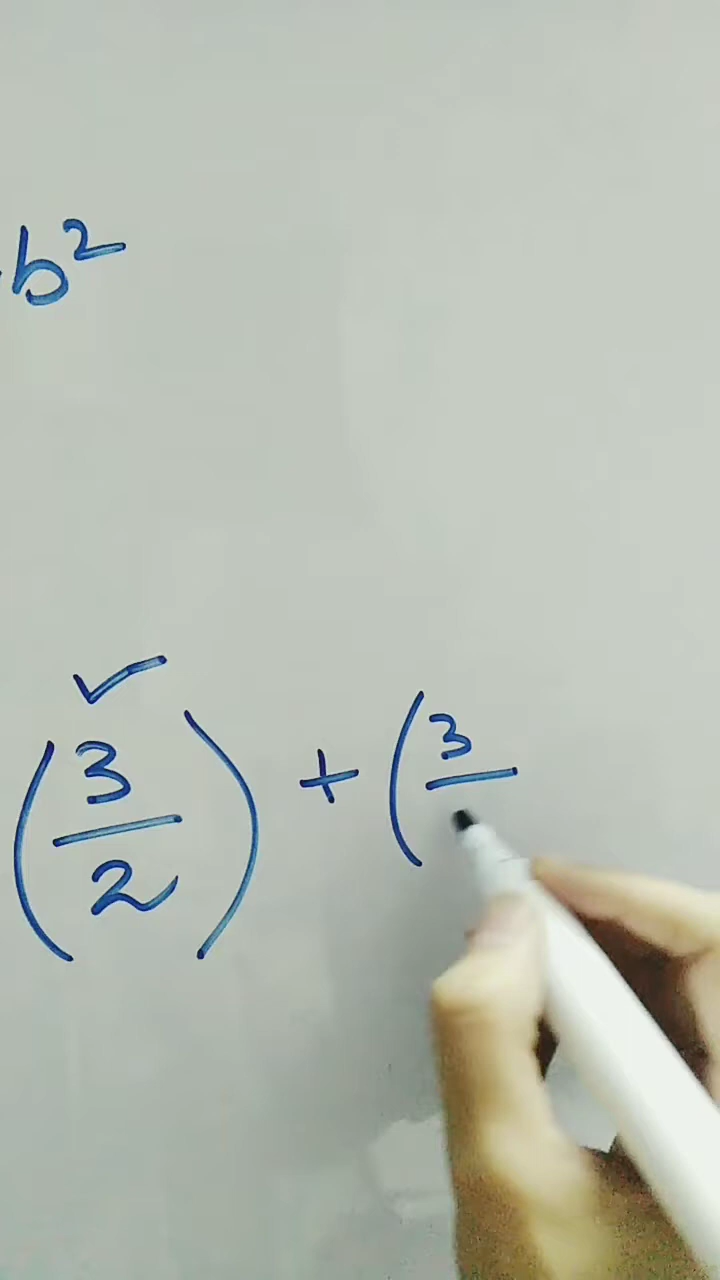 b²
(3/2) + (3/